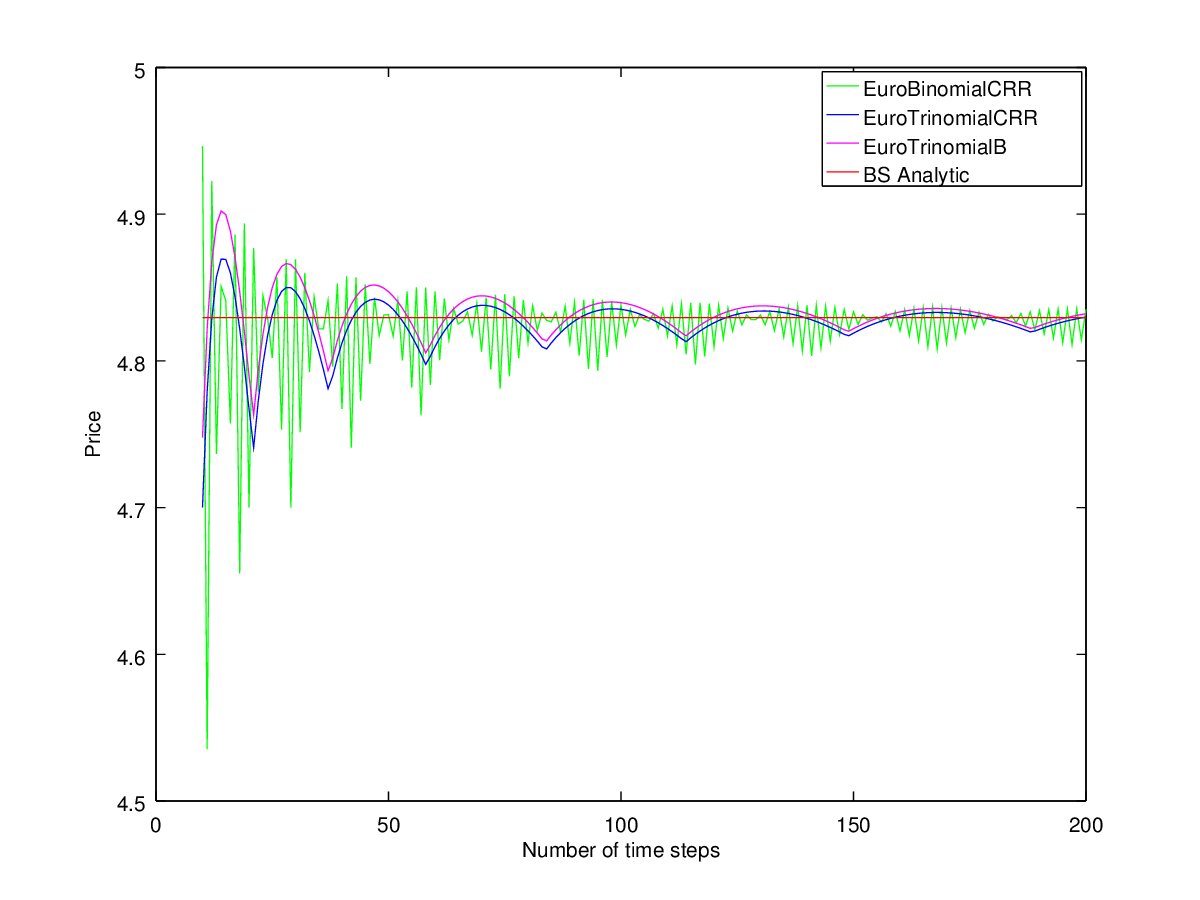 5
4.9
4.8
4.7
4.6
4.5
Price
0
50
100
150
200
Number of time steps
EuroBinomialCRR
EuroTrinomialCRR
EuroTrinomialB
BS Analytic